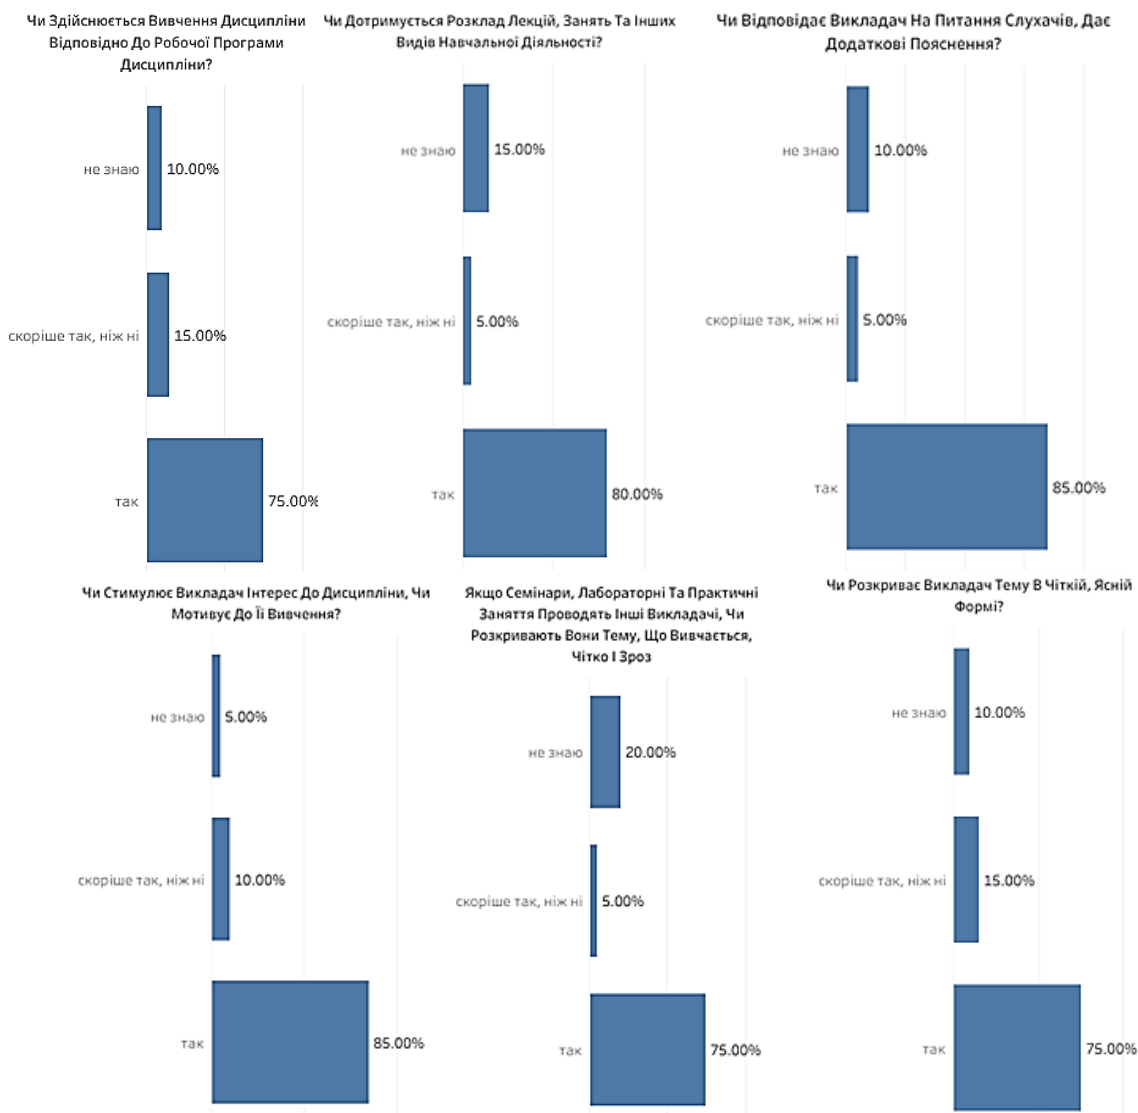 Чи Здійснюється Вивчення Дисципліни
Відповідно До Робочої Програми
Дисципліни?
не знаю
10.00%
скоріше так, ніж ні
15.00%
так
75.00%
Чи Дотримується Розклад Лекцій, Занять Та Інших
Видів Навчальної Діяльності?
не знаю
15.00%
скоріше так, ніж ні
5.00%
так
80.00%
Чи Відповідає Викладач На Питання Слухачів, Дає
Додаткові Пояснення?
не знаю
10.00%
скоріше так, ніж ні
5.00%
так
85.00%
Чи Стимулює Викладач Інтерес До Дисципліни, Чи
Мотивує До Її Вивчення?
не знаю
5.00%
скоріше так, ніж ні
10.00%
так
85.00%
Якщо Семінари, Лабораторні Та Практичні
Заняття Проводять Інші Викладачі, Чи
Розкривають Вони Тему, Що Вивчається,
Чітко І Зроз
не знаю
20.00%
скоріше так, ніж ні
5.00%
так
75.00%
Чи Розкриває Викладач Тему В Чіткій, Ясній
Формі?
не знаю
10.00%
скоріше так, ніж ні
15.00%
так
75.00%